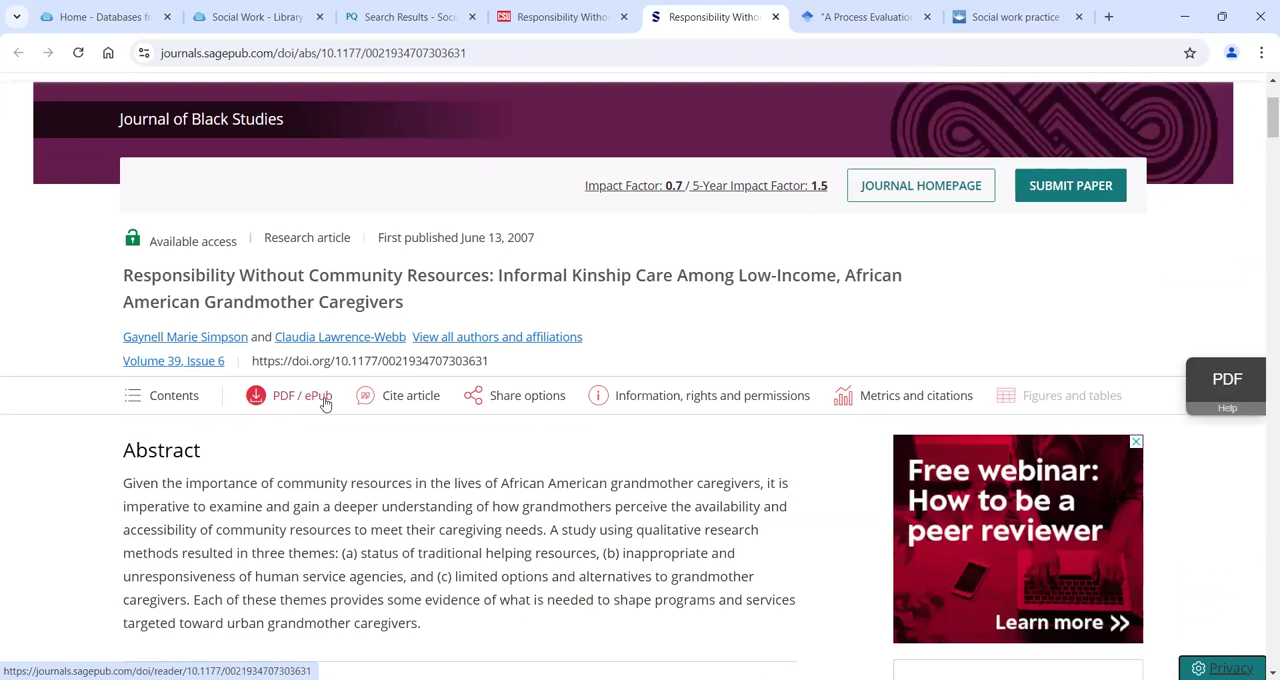 Home - Databases f
Social Work - Library
Search Results - Soci
Responsibility Witho
Responsibility Witho
"A Process Evaluation
Social work practice
journals.sagepub.com/doi/abs/10.1177/0021934707303631
Journal of Black Studies
Impact Factor: 0.7 / 5-Year Impact Factor: 1.5
JOURNAL HOMEPAGE
SUBMIT PAPER
Available access
Research article
First published June 13, 2007
Responsibility Without Community Resources: Informal Kinship Care Among Low-Income, African
American Grandmother Caregivers
Gaynell Marie Simpson and Claudia Lawrence-Webb View all authors and affiliations
Volume 39, Issue 6
https://doi.org/10.1177/0021934707303631
Contents
PDF /
Cite article
Share options
Information, rights and permissions
Metrics and citations
Figures and tables
PDF
Help
Abstract
Given the importance of community resources in the lives of African American grandmother caregivers, it is
imperative to examine to gain a deeper understanding of how grandmothers perceive the availability and
accessibility of resources to meet their caregiving needs. A study using qualitative research
methods resulted in three themes: (a) status of traditional helping resources, (b) inappropriate and
unresponsiveness of human service agencies, and (c) limited options and alternatives to grandmother
caregivers. Each of these themes provides evidence of what is needed to shape programs and services
targeted toward urban grandmother caregivers.
Free webinar:
How to be a
peer reviewer
Learn more >>
Privacy
https://journals.sagepub.com/doi/reader/10.1177/0021934707303631